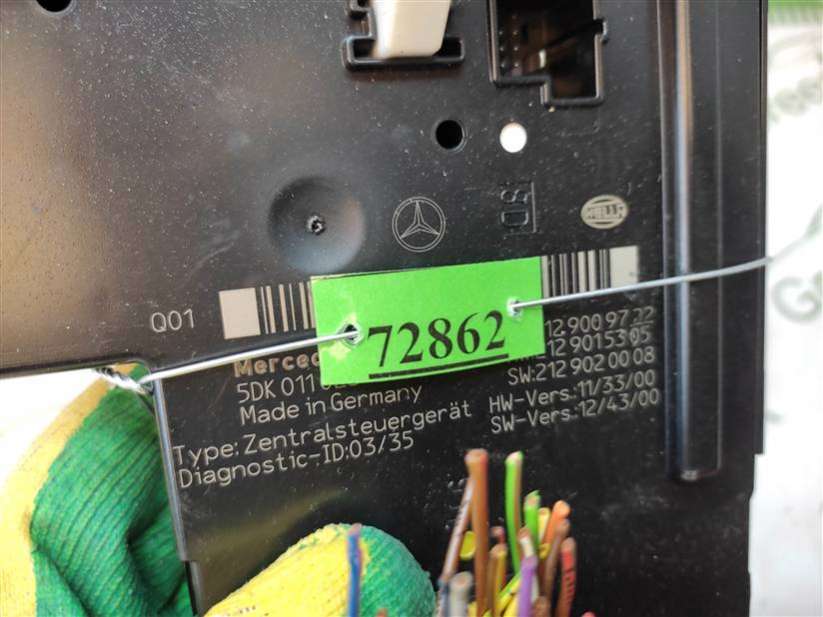 HELLA
Q01
72862
12 900 97 22
12 901 53 05
SW:212 902 00 08
HW-Vers.:11/33/00
SW-Vers.:12/43/00
5DK 011
Made in Germany
Type:Zentralsteuergerät
Diagnostic-ID:03/35